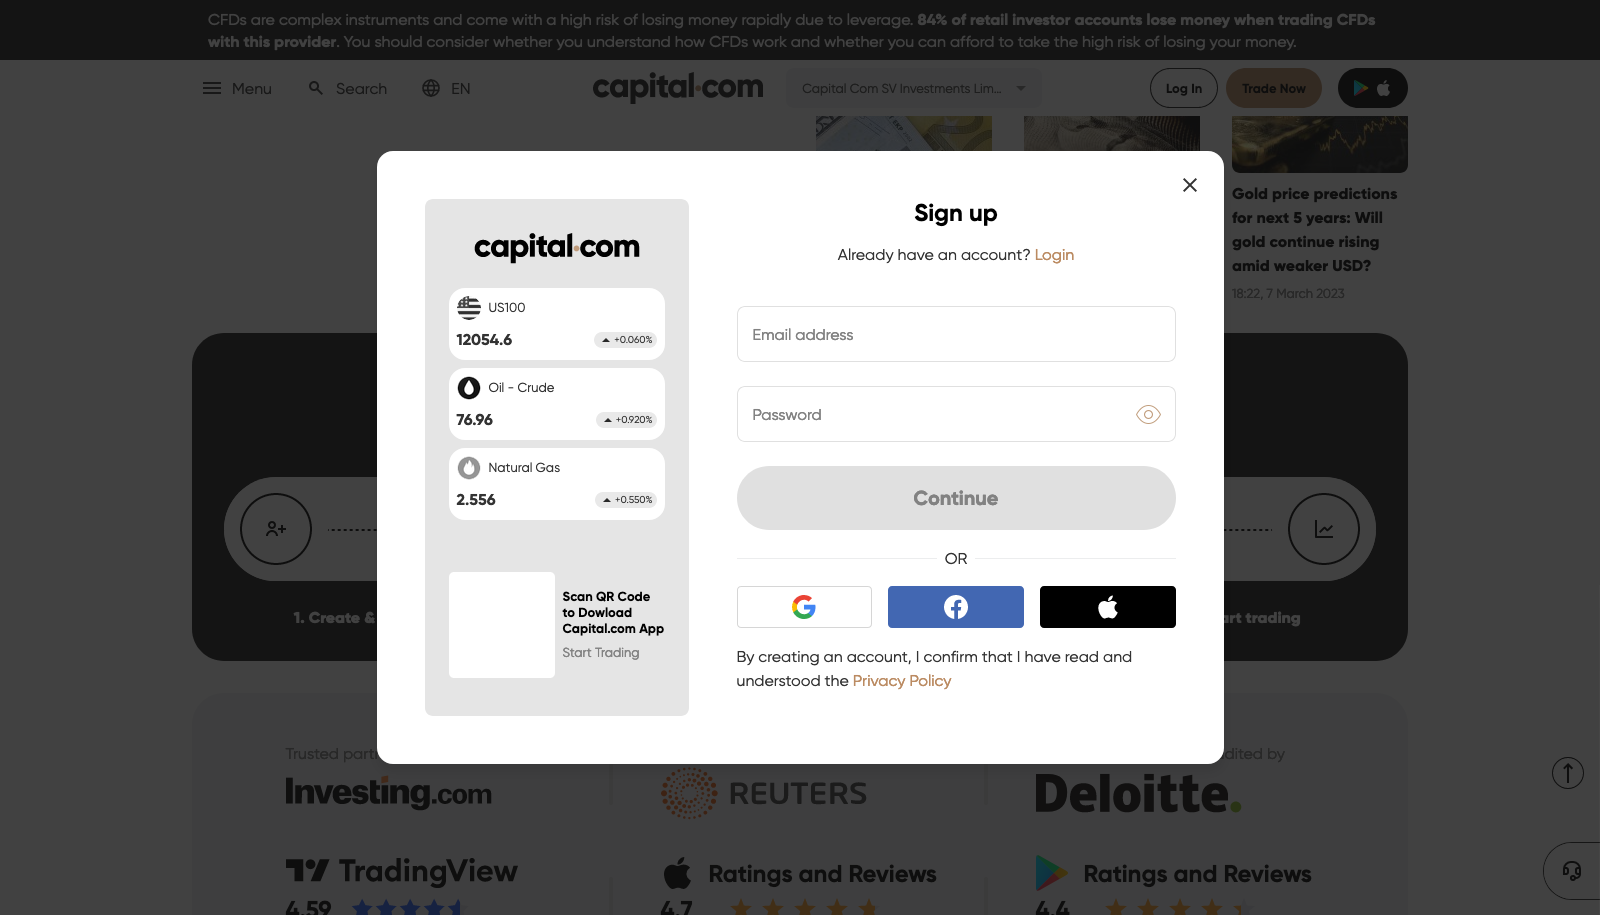 CFDs are complex instruments and come with a high risk of losing money rapidly due to leverage. 84% of retail investor accounts lose money when trading CFDs
with this provider. You should consider whether you understand how CFDs work and whether you can afford to take the high risk of losing your money.
Menu
Search
EN
capital.com
Capital Com SV Investments Lim...
Log In
Trade Now
Gold price predictions
for next 5 years: Will
gold continue rising
amid weaker USD?
18:22, 7 March 2023
capital.com
US100
12054.6
+0.060%
Oil - Crude
76.96
+0.920%
Natural Gas
2.556
+0.550%
Scan QR Code
to Dowload
Capital.com App
Start Trading
Sign up
Already have an account? Login
Email address
Password
Continue
OR
By creating an account, I confirm that I have read and
understood the Privacy Policy
1. Create &
art trading
Trusted part
dited by
Investing.com
REUTERS
Deloitte.
TradingView
Ratings and Reviews
Ratings and Reviews
4.59
4.7
4.4